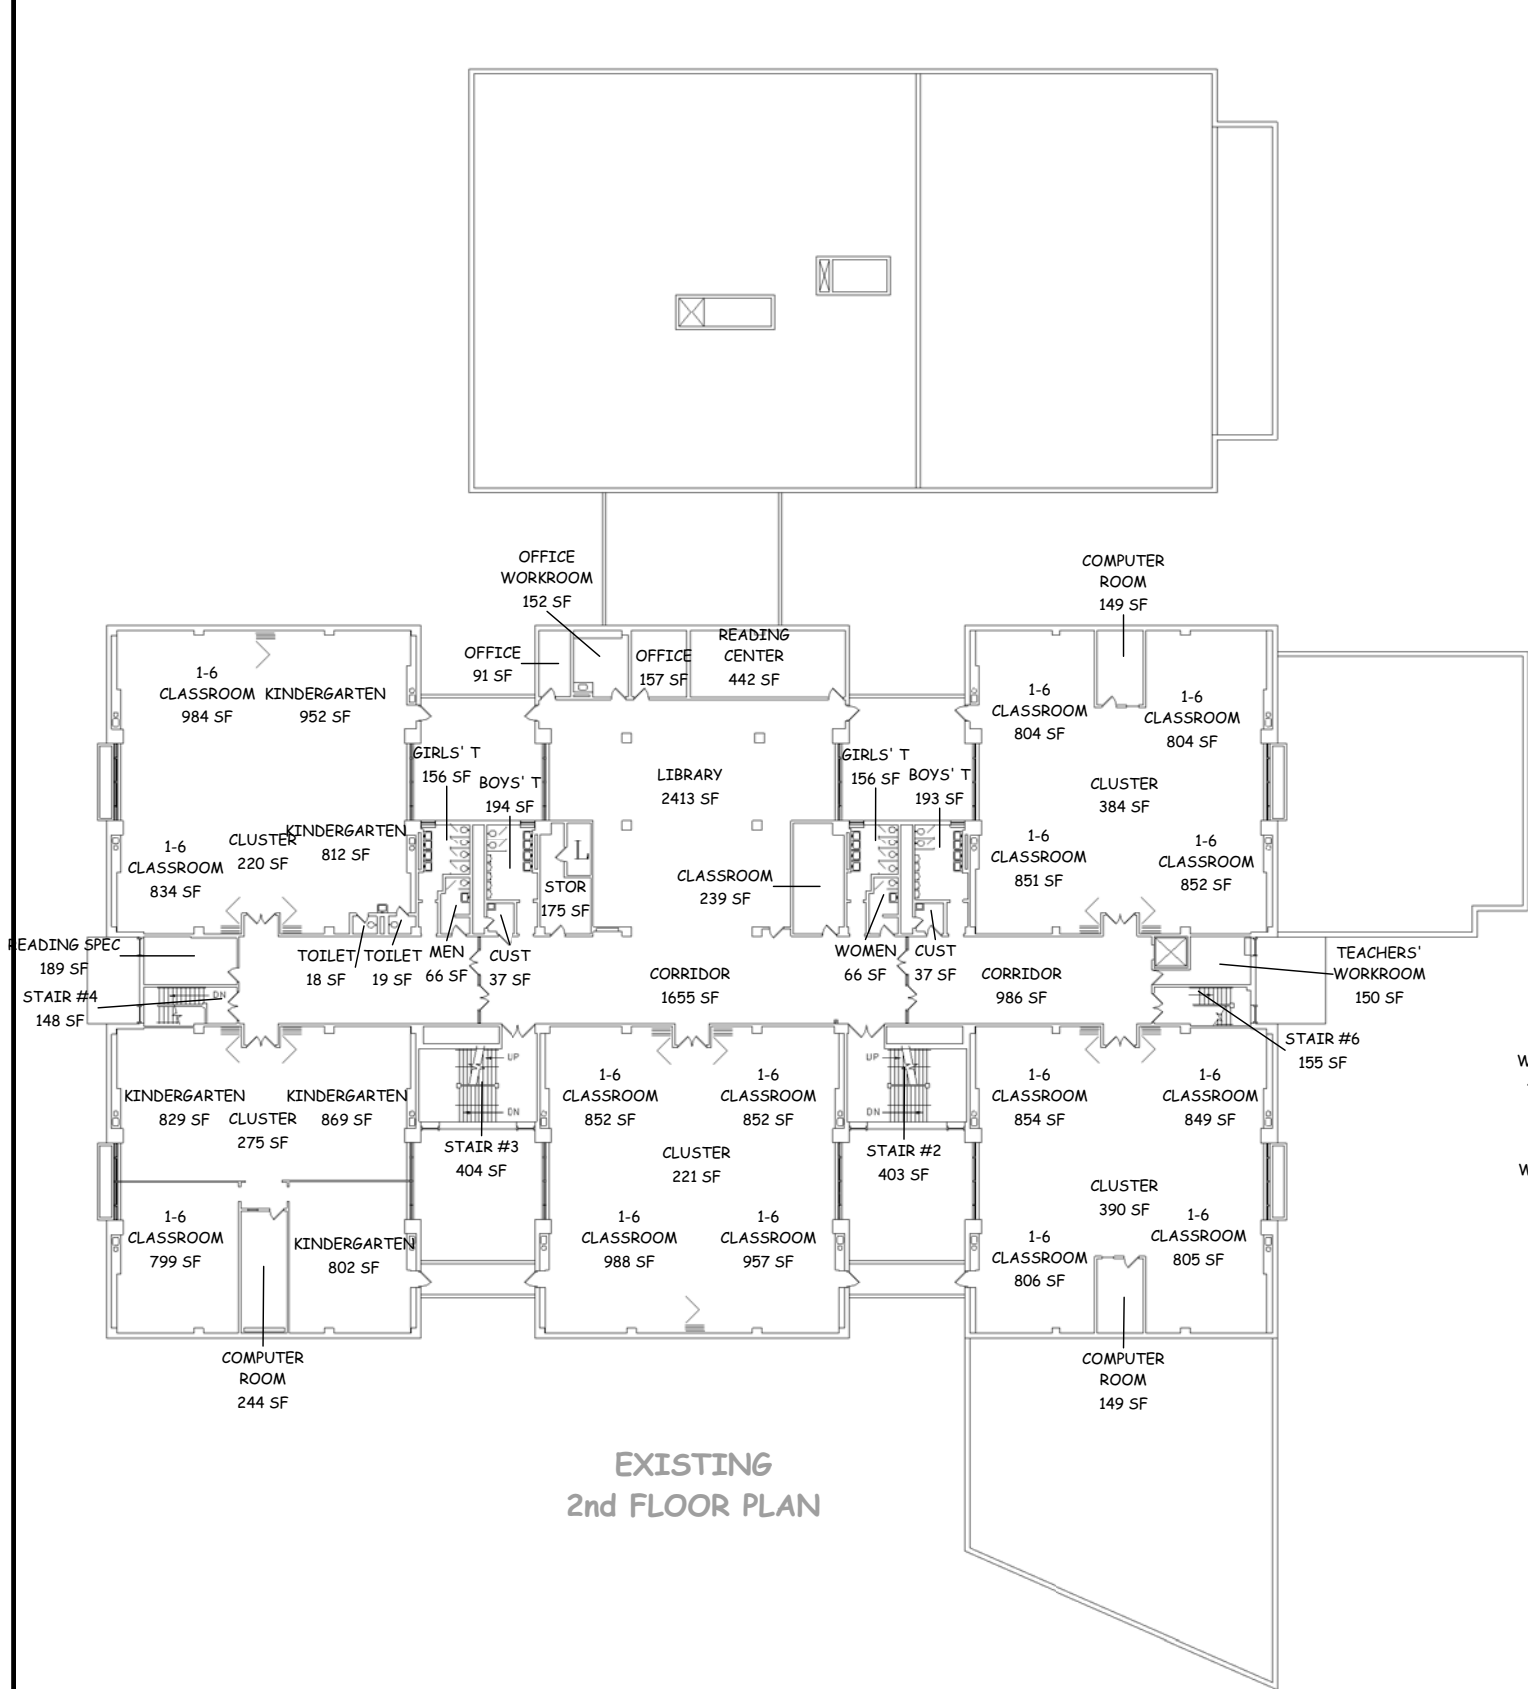 OFFICE
WORKROOM
152 SF
COMPUTER
ROOM
149 SF
OFFICE
91 SF
OFFICE
157 SF
READING
CENTER
442 SF
1-6
CLASSROOM
984 SF
KINDERGARTEN
952 SF
1-6
CLASSROOM
804 SF
1-6
CLASSROOM
804 SF
GIRLS' T
156 SF
BOYS' T
194 SF
LIBRARY
2413 SF
GIRLS' T
156 SF
BOYS' T
193 SF
CLUSTER
384 SF
1-6
CLASSROOM
834 SF
CLUSTER
220 SF
KINDERGARTEN
812 SF
L
STOR
175 SF
CLASSROOM
239 SF
1-6
CLASSROOM
851 SF
1-6
CLASSROOM
852 SF
READING SPEC
189 SF
STAIR #4
148 SF
DN
TOILET
18 SF
TOILET
19 SF
MEN
66 SF
CUST
37 SF
CORRIDOR
1655 SF
WOMEN
66 SF
CUST
37 SF
CORRIDOR
986 SF
TEACHERS'
WORKROOM
150 SF
STAIR #6
155 SF
KINDERGARTEN
829 SF
CLUSTER
275 SF
KINDERGARTEN
869 SF
UP
DN
STAIR #3
404 SF
1-6
CLASSROOM
852 SF
1-6
CLASSROOM
852 SF
CLUSTER
221 SF
UP
DN
STAIR #2
403 SF
1-6
CLASSROOM
854 SF
1-6
CLASSROOM
849 SF
W
W
CLUSTER
390 SF
1-6
CLASSROOM
799 SF
KINDERGARTEN
802 SF
1-6
CLASSROOM
988 SF
1-6
CLASSROOM
957 SF
1-6
CLASSROOM
806 SF
1-6
CLASSROOM
805 SF
COMPUTER
ROOM
244 SF
COMPUTER
ROOM
149 SF
EXISTING
2nd FLOOR PLAN